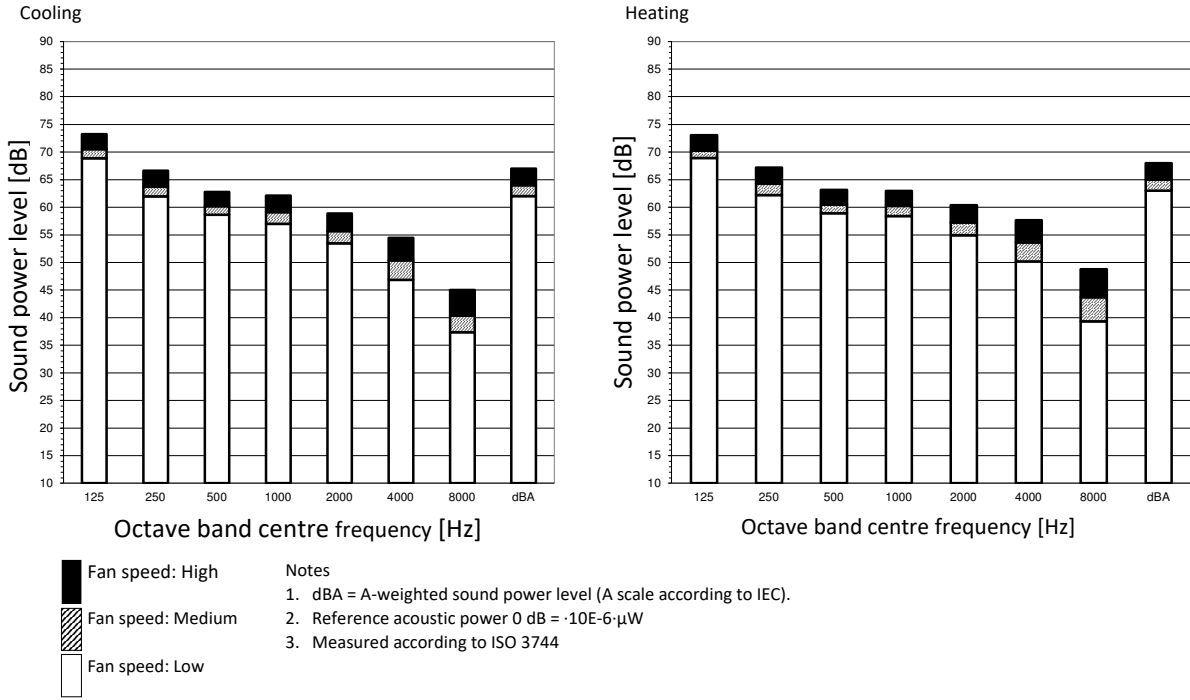 Cooling
90
85
80
75
70
65
60
55
50
45
40
35
30
25
20
15
10
Sound power level [dB]
125 250 500 1000 2000 4000 8000 dBA
Octave band centre frequency [Hz]
Heating
90
85
80
75
70
65
60
55
50
45
40
35
30
25
20
15
10
Sound power level [dB]
125 250 500 1000 2000 4000 8000 dBA
Octave band centre frequency [Hz]
Fan speed: High
Fan speed: Medium
Fan speed: Low
Notes
1. dBA = A-weighted sound power level (A scale according to IEC).
2. Reference acoustic power 0 dB = ·10E-6·µW
3. Measured according to ISO 3744